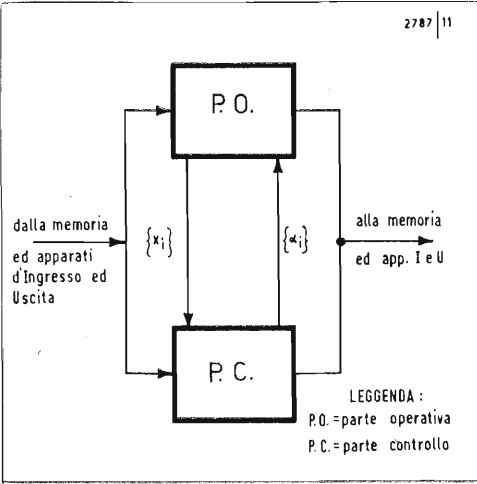 2787 | 11
P.O.
dalla memoria
ed apparati
d'Ingresso ed
Uscita
{xi}
{αi}
alla memoria
ed app. I e U
P.C.
LEGGENDA :
P.O.=parte operativa
P.C.=parte controllo